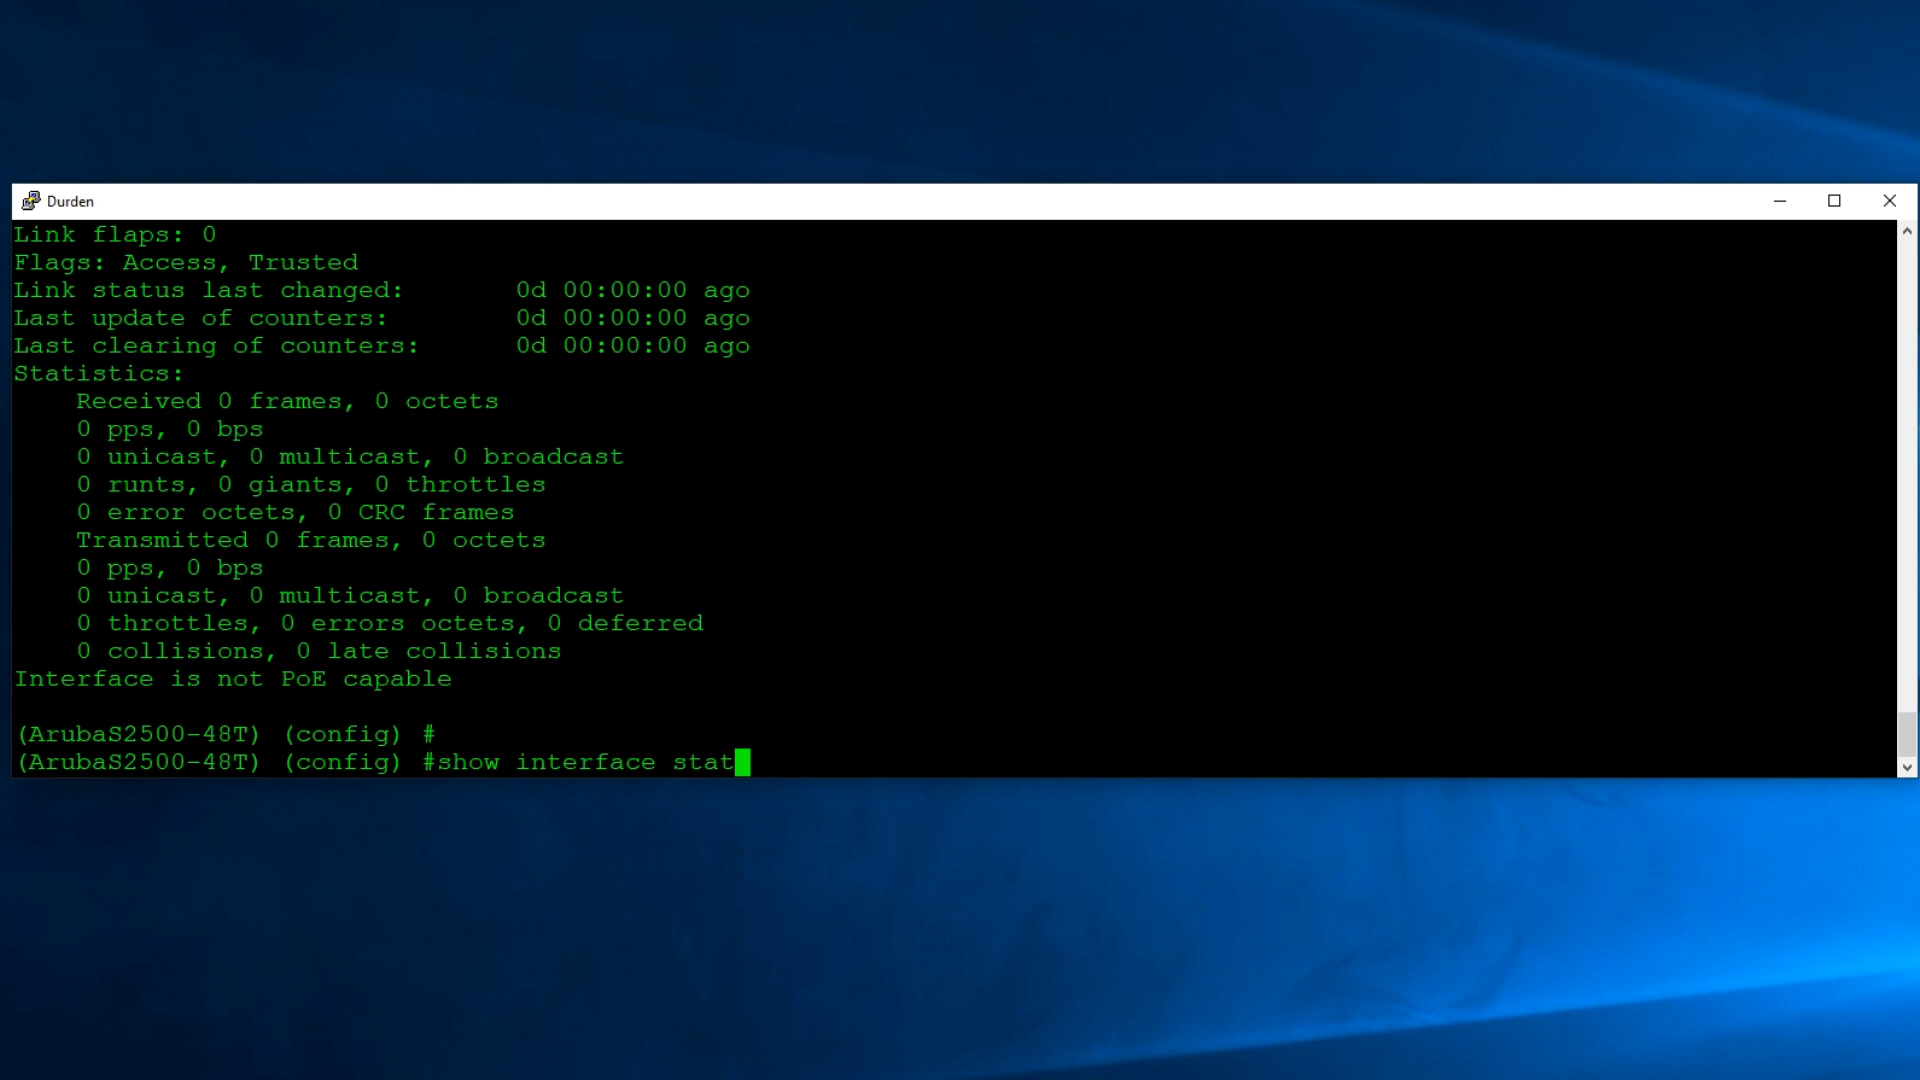 Durden
Link flaps: 0
Flags: Access, Trusted
Link status last changed:       0d 00:00:00 ago
Last update of counters:        0d 00:00:00 ago
Last clearing of counters:      0d 00:00:00 ago
Statistics:
    Received 0 frames, 0 octets
    0 pps, 0 bps
    0 unicast, 0 multicast, 0 broadcast
    0 runts, 0 giants, 0 throttles
    0 error octets, 0 CRC frames
    Transmitted 0 frames, 0 octets
    0 pps, 0 bps
    0 unicast, 0 multicast, 0 broadcast
    0 throttles, 0 errors octets, 0 deferred
    0 collisions, 0 late collisions
Interface is not PoE capable
(ArubaS2500-48T) (config) #
(ArubaS2500-48T) (config) #show interface stat